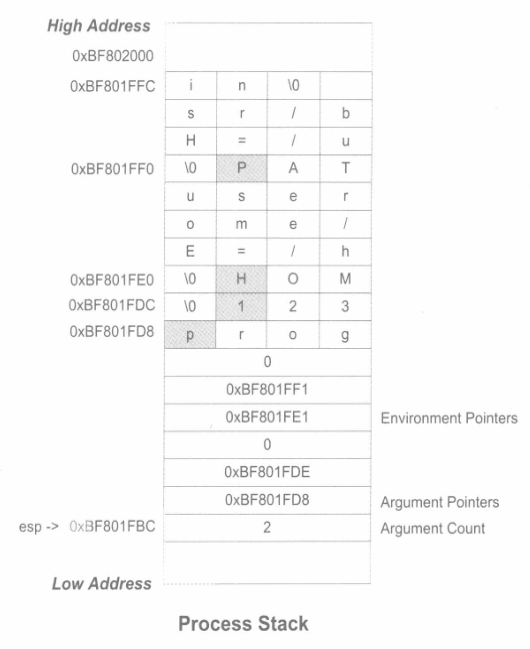 High Address
0xBF802000
0xBF801FFC i n \0
s r / b
H = / u
0xBF801FF0 \0 P A T
u s e r
o m e /
E = / h
0xBF801FE0 \0 H O M
0xBF801FDC \0 1 2 3
0xBF801FD8 p r o g
0
0xBF801FF1
0xBF801FE1 Environment Pointers
0
0xBF801FDE
0xBF801FD8 Argument Pointers
esp -> 0xBF801FBC 2 Argument Count
Low Address
Process Stack